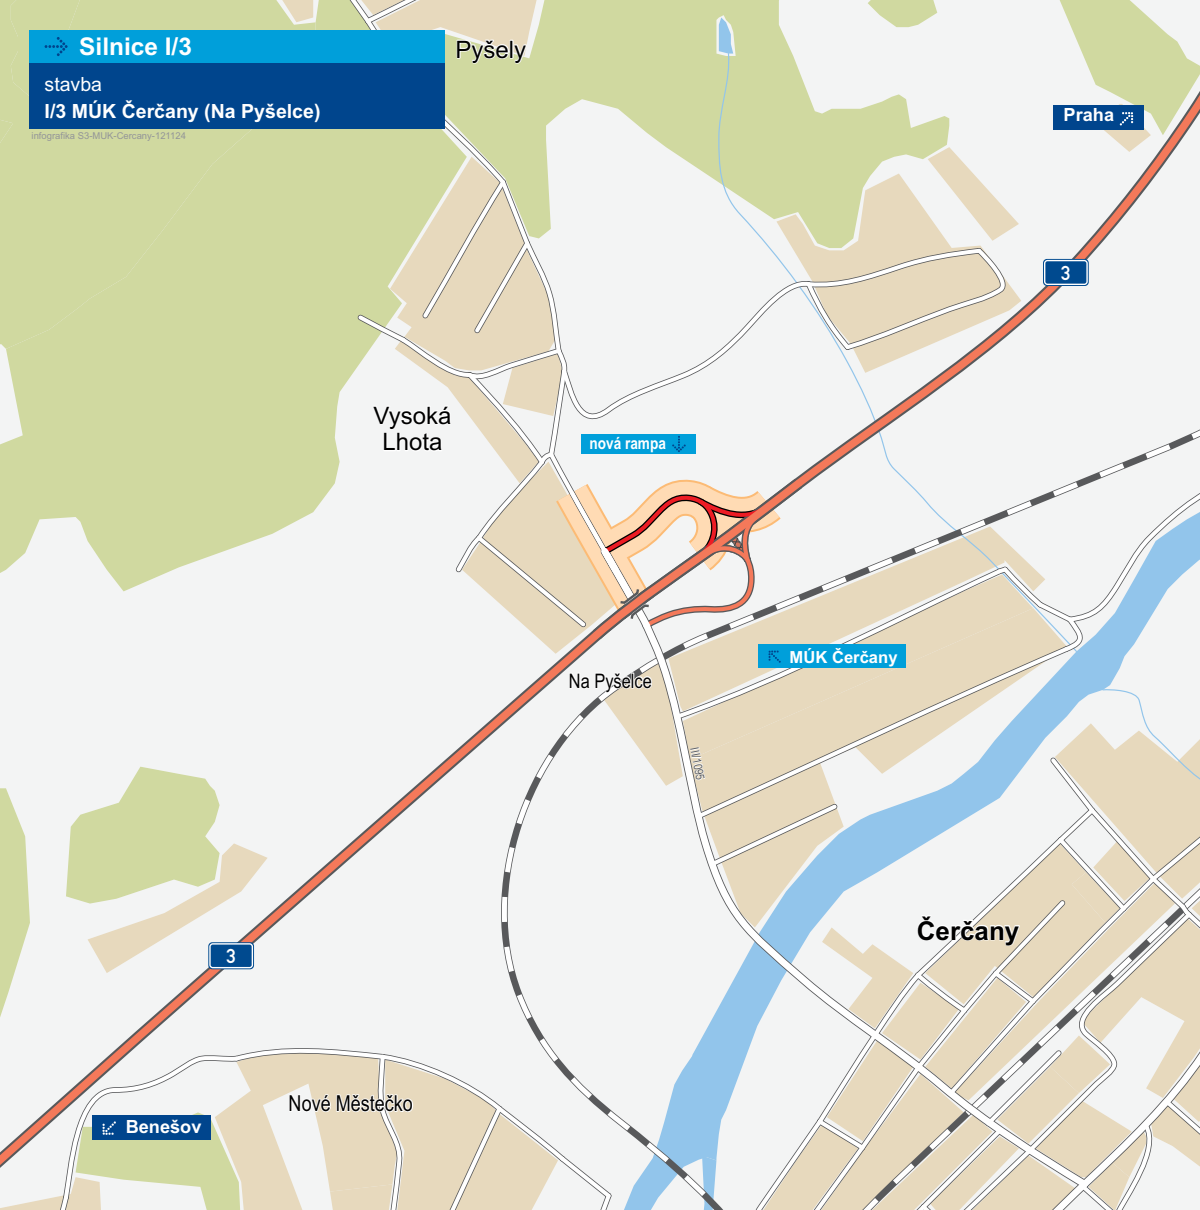 Silnice I/3
stavba
I/3 MÚK Čerčany (Na Pyšelce)
infografika S3-MUK-Cercany-121124
Pyšely
Praha
3
Vysoká
Lhota
nová rampa
MÚK Čerčany
Na Pyšelce
III/1095
Čerčany
3
Nové Městečko
Benešov